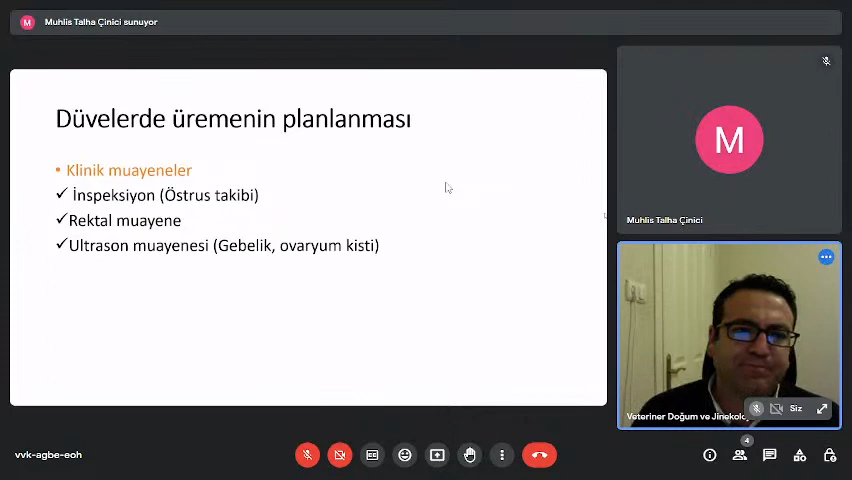 M
Muhlis Talha Çinici sunuyor
Düvelerde üremenin planlanması
• Klinik muayeneler
✓ İnspeksiyon (Östrus takibi)
✓Rektal muayene
✓Ultrason muayenesi (Gebelik, ovaryum kisti)
M
Muhlis Talha Çinici
Veteriner Doğum ve Jinekoloj
Siz
vvk-agbe-eoh
4